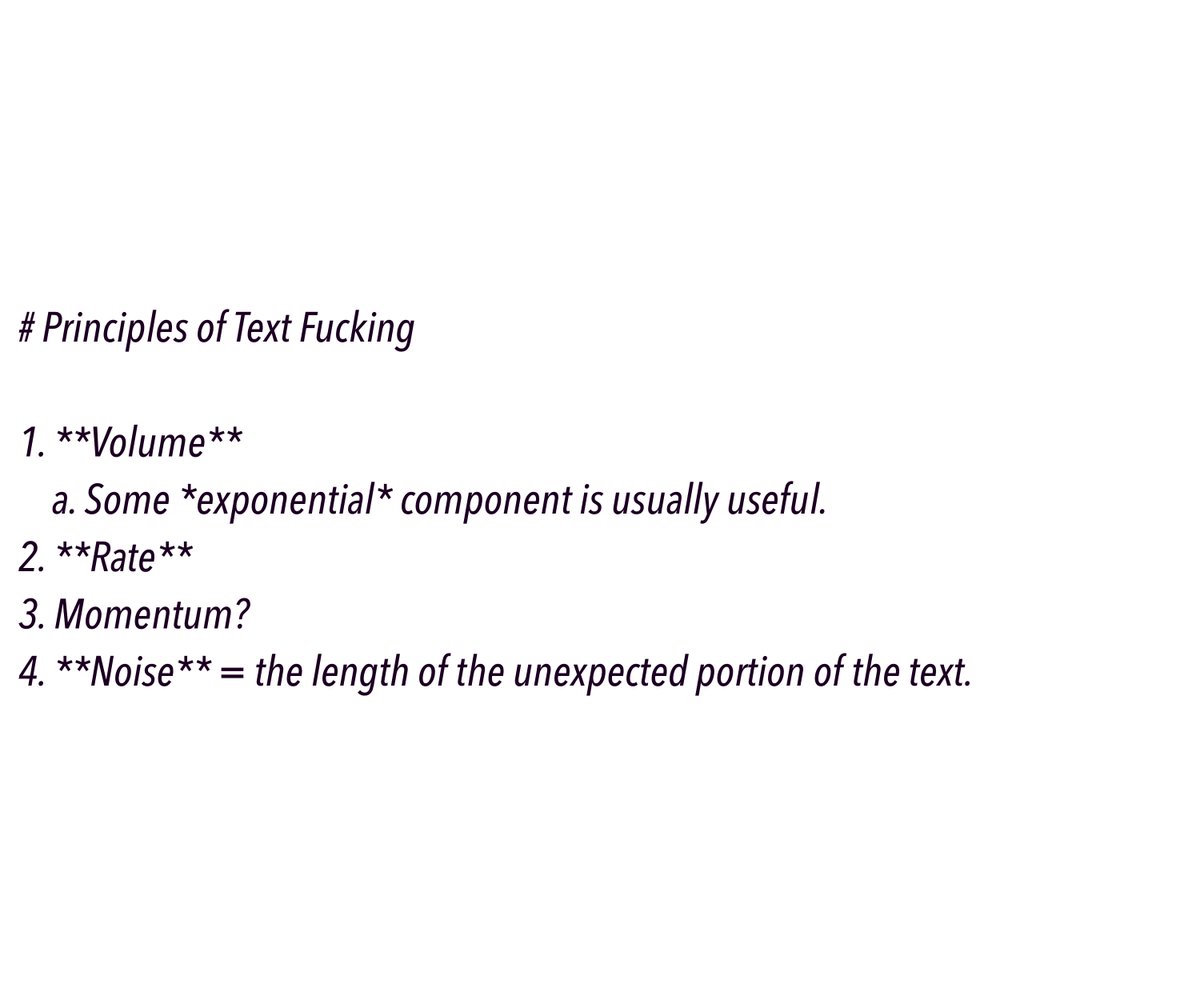 # Principles of Text Fucking
1. **Volume**
a. Some *exponential* component is usually useful.
2. **Rate**
3. Momentum?
4. **Noise** = the length of the unexpected portion of the text.